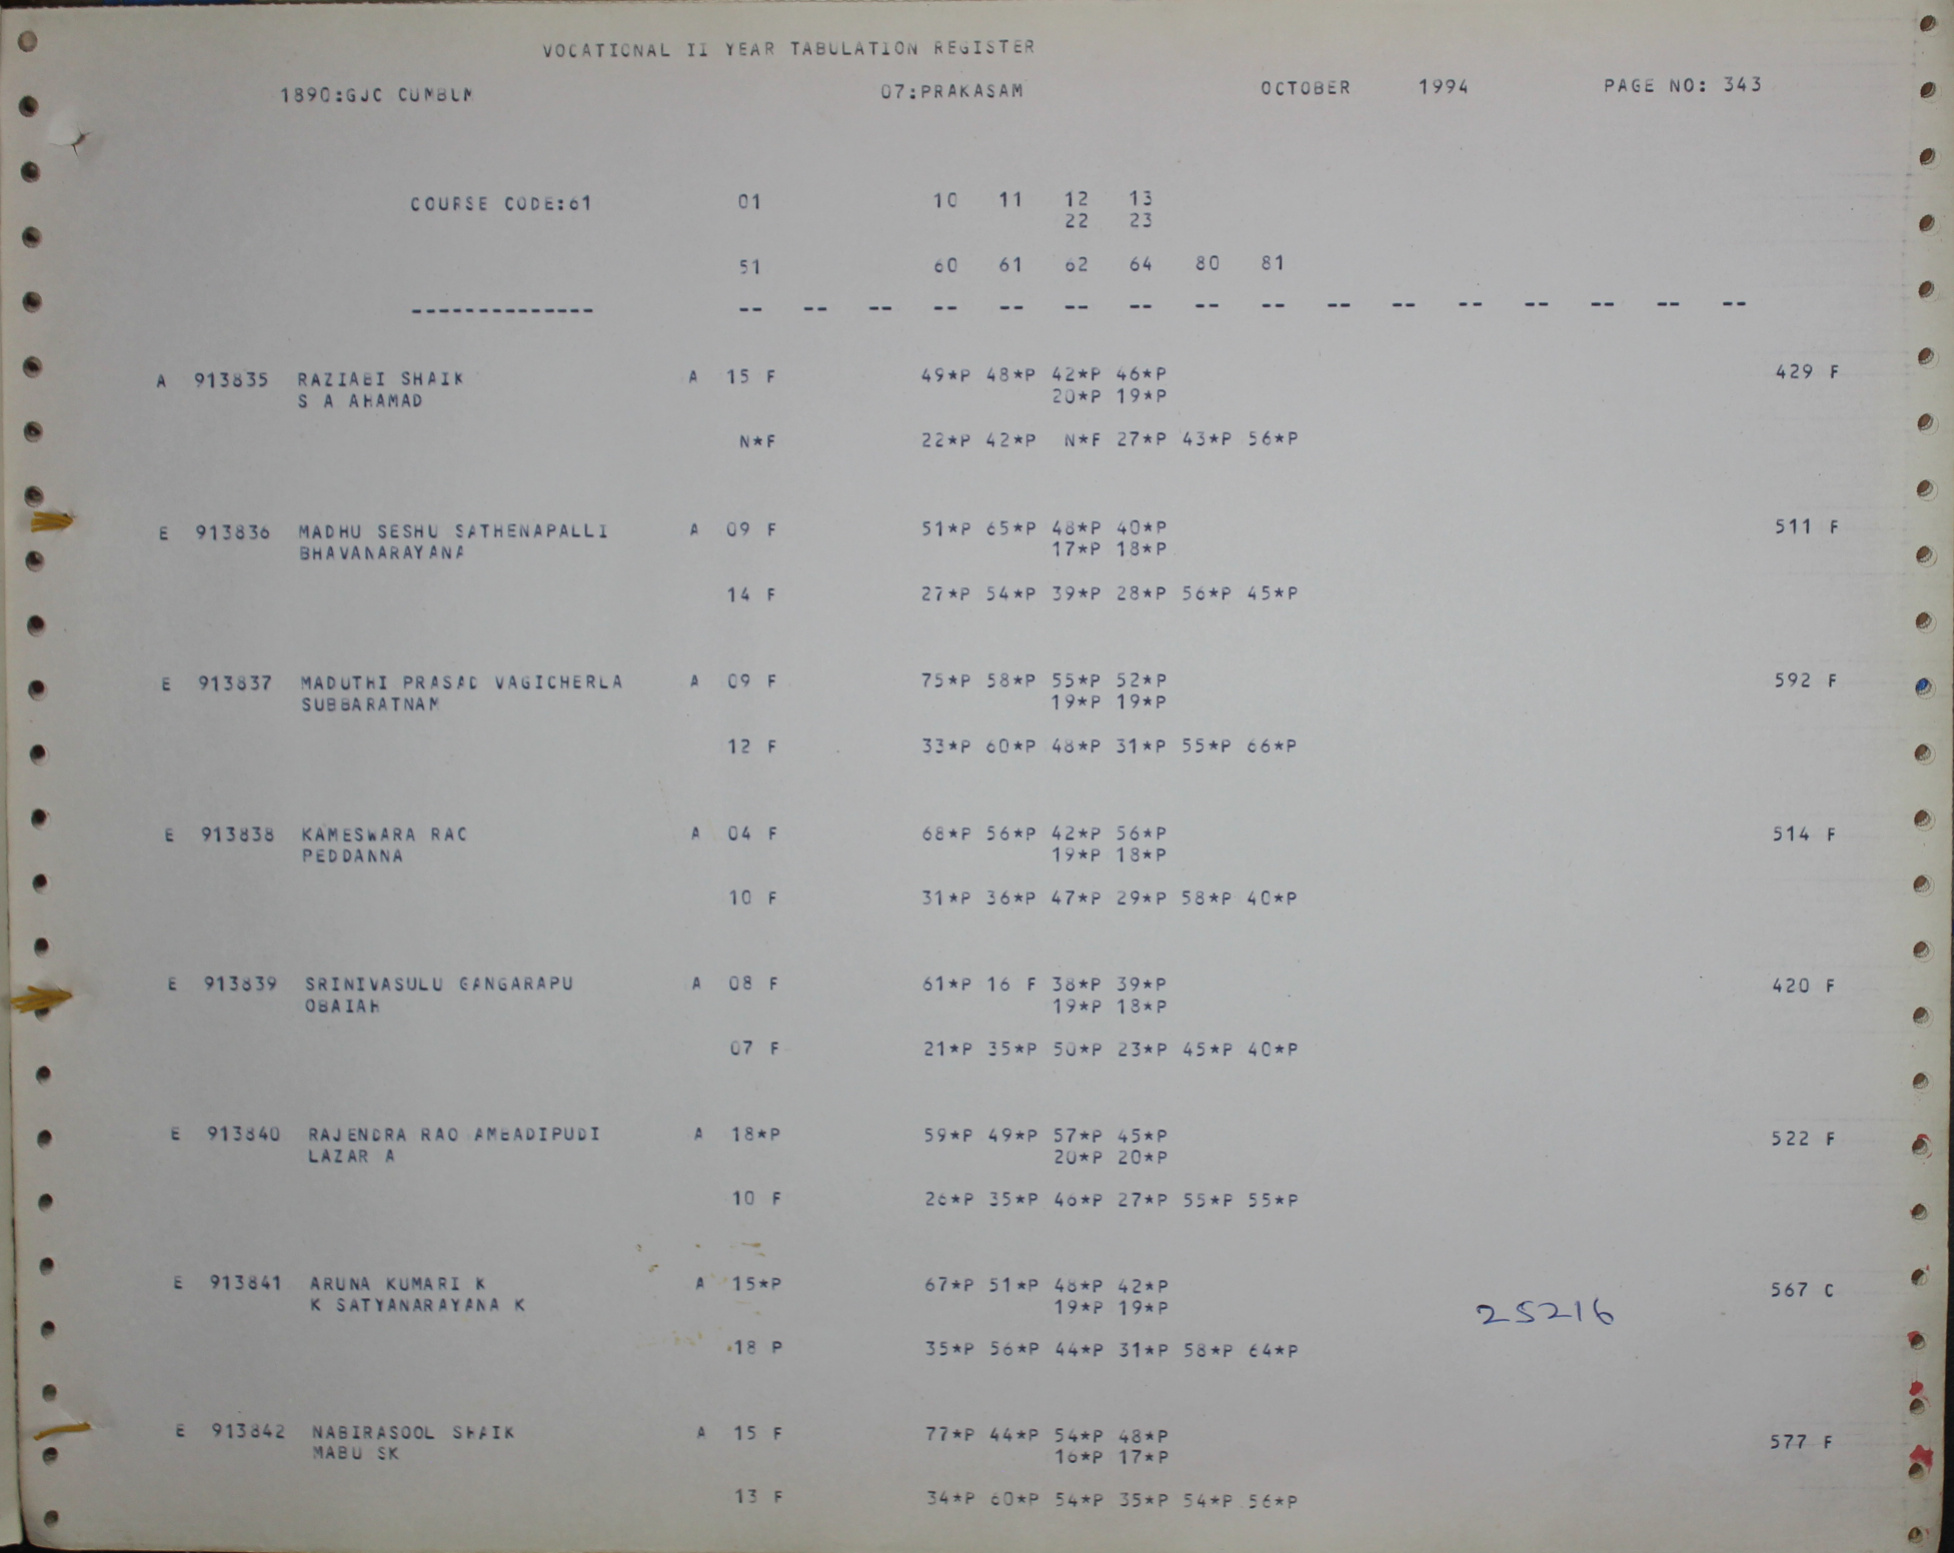 VOCATIONAL II YEAR TABULATION REGISTER
1890:GJC CUMBUM 07:PRAKASAM OCTOBER 1994 PAGE NO: 343
COURSE CODE:61 01 10 11 12 13
22 23
51 60 61 62 64 80 81
-------------- -- -- -- -- -- -- -- -- -- -- -- -- -- -- -- --
A 913835 RAZIABI SHAIK A 15 F 49*P 48*P 42*P 46*P 429 F
S A AHAMAD 20*P 19*P
N*F 22*P 42*P N*F 27*P 43*P 56*P
E 913836 MADHU SESHU SATHENAPALLI A 09 F 51*P 65*P 48*P 40*P 511 F
BHAVANARAYANA 17*P 18*P
14 F 27*P 54*P 39*P 28*P 56*P 45*P
E 913837 MADUTHI PRASAD VAGICHERLA A 09 F 75*P 58*P 55*P 52*P 592 F
SUBBARATNAM 19*P 19*P
12 F 33*P 60*P 48*P 31*P 55*P 66*P
E 913838 KAMESWARA RAO A 04 F 68*P 56*P 42*P 56*P 514 F
PEDDANNA 19*P 18*P
10 F 31*P 36*P 47*P 29*P 58*P 40*P
E 913839 SRINIVASULU GANGARAPU A 08 F 61*P 16 F 38*P 39*P 420 F
OBAIAH 19*P 18*P
07 F 21*P 35*P 50*P 23*P 45*P 40*P
E 913840 RAJENDRA RAO AMBADIPUDI A 18*P 59*P 49*P 57*P 45*P 522 F
LAZAR A 20*P 20*P
10 F 26*P 35*P 46*P 27*P 55*P 55*P
E 913841 ARUNA KUMARI K A 15*P 67*P 51*P 48*P 42*P 567 C
K SATYANARAYANA K 19*P 19*P 25216
18 P 35*P 56*P 44*P 31*P 58*P 64*P
E 913842 NABIRASOOL SHAIK A 15 F 77*P 44*P 54*P 48*P 577 F
MABU SK 16*P 17*P
13 F 34*P 60*P 54*P 35*P 54*P 56*P